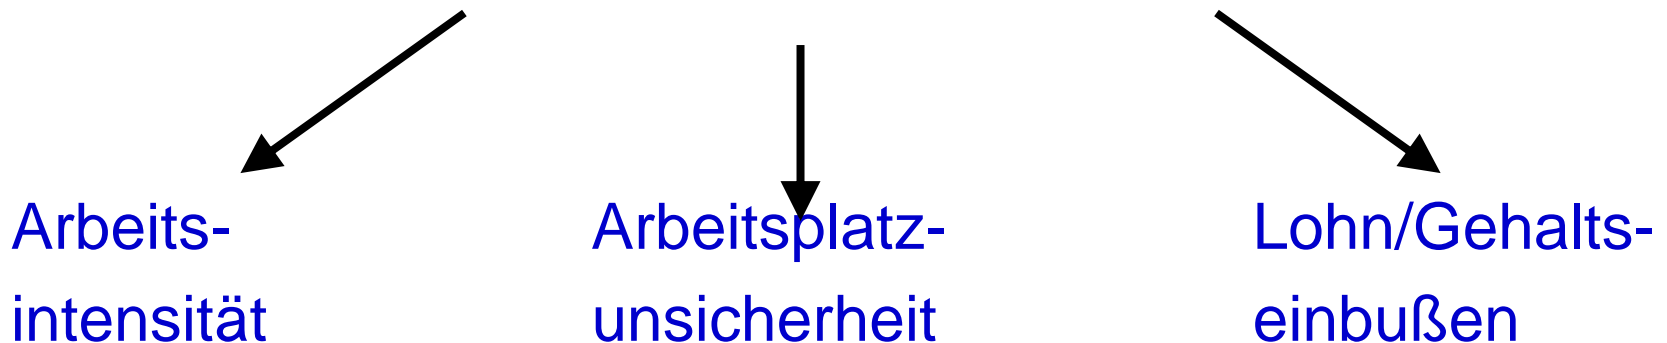 Arbeits-
intensität
Arbeitsplatz-
unsicherheit
Lohn/Gehalts-
einbußen